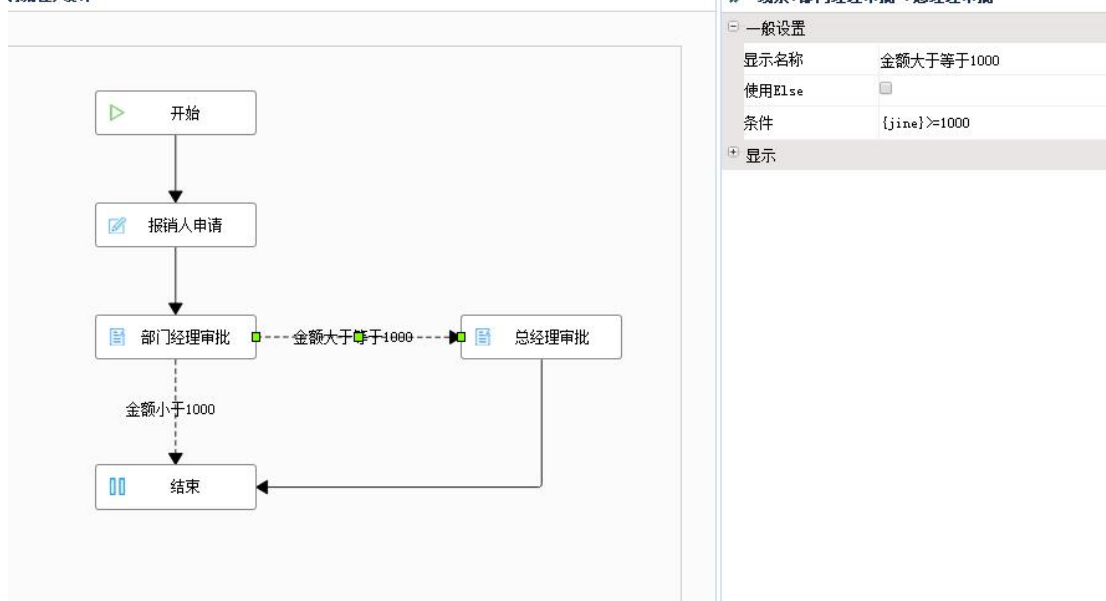 一般设置
显示名称 金额大于等于1000
使用Else
条件 {jine}>=1000
显示
开始
报销人申请
部门经理审批
金额大于等于1000
总经理审批
金额小于1000
结束